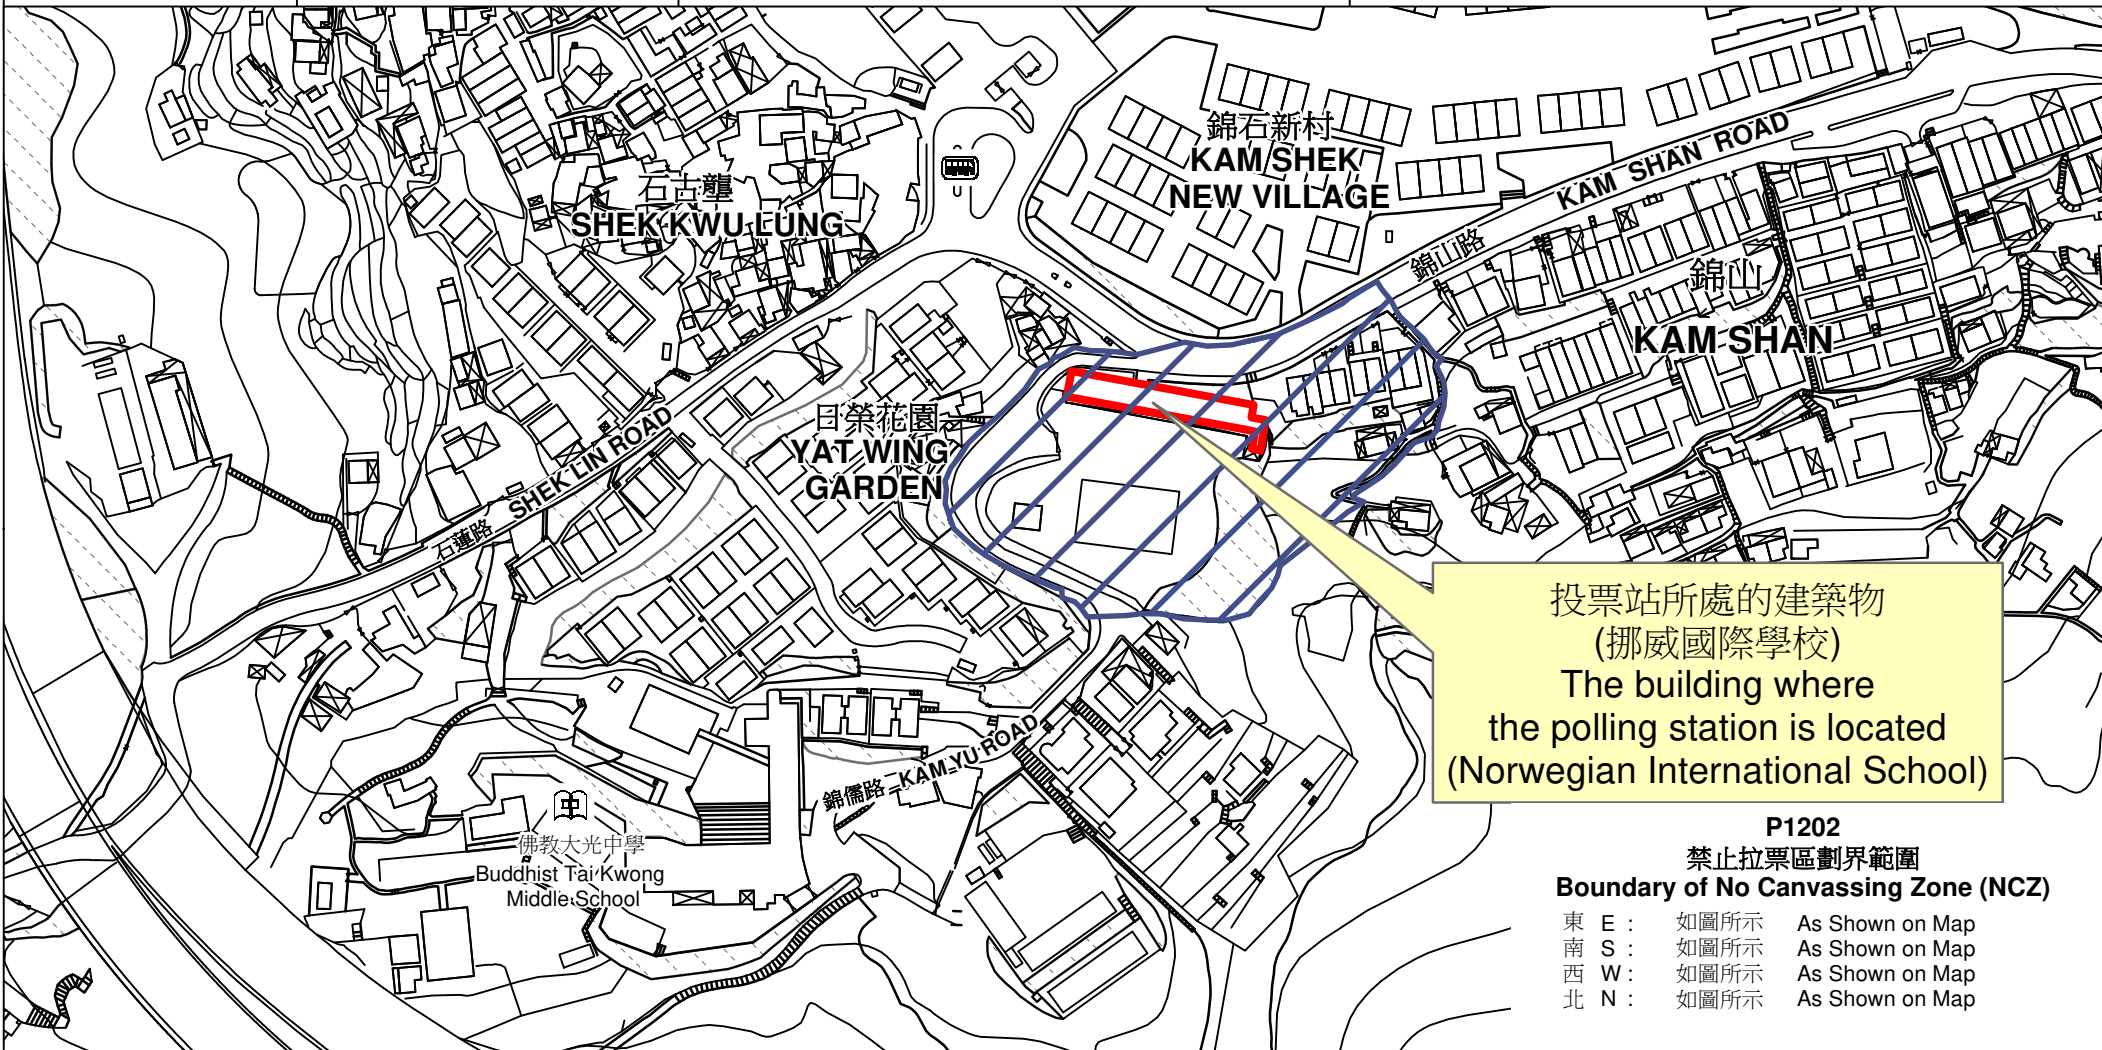 錦石新村
KAM SHEK
NEW VILLAGE
KAM SHAN ROAD
錦山路
石古壟
SHEK KWU LUNG
錦山
KAM SHAN
日榮花園
YAT WING
GARDEN
石蓮路 SHEK LIN ROAD
錦儒路 KAM YU ROAD
中
佛教大光中學
Buddhist Tai Kwong
Middle School
投票站所處的建築物
(挪威國際學校)
The building where
the polling station is located
(Norwegian International School)
P1202
禁止拉票區劃界範圍
Boundary of No Canvassing Zone (NCZ)
東 E : 如圖所示 As Shown on Map
南 S : 如圖所示 As Shown on Map
西 W : 如圖所示 As Shown on Map
北 N : 如圖所示 As Shown on Map